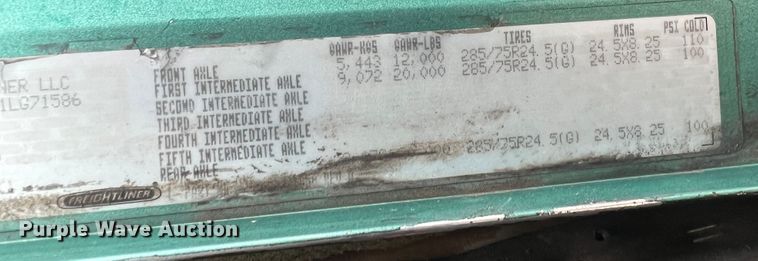 GAWR-KGS GAWR-LBS TIRES RIMS PSI COLD
FRONT AXLE 5,443 12,000 285/75R24.5(G) 24.5X8.25 110
NER LLC FIRST INTERMEDIATE AXLE 9,072 20,000 285/75R24.5(G) 24.5X8.25 100
1LG71586 SECOND INTERMEDIATE AXLE
THIRD INTERMEDIATE AXLE
FOURTH INTERMEDIATE AXLE
FIFTH INTERMEDIATE AXLE
REAR AXLE 285/75R24.5(G) 24.5X8.25 100
FREIGHTLINER
Purple Wave Auction